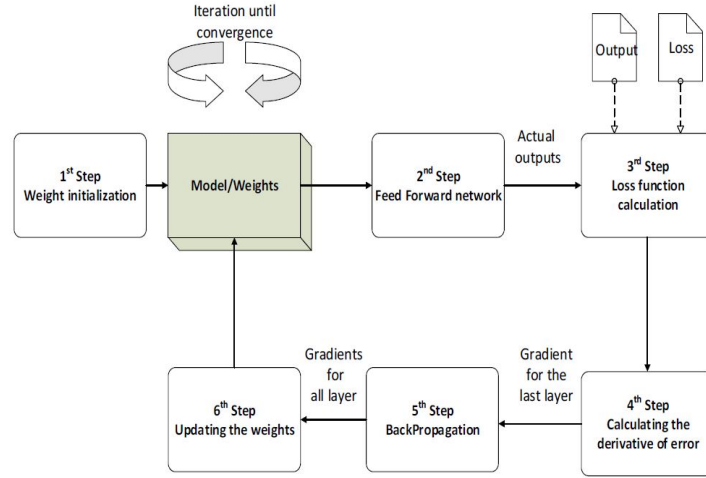 Iteration until
convergence
Output
Loss
1st Step
Weight initialization
Model/Weights
2nd Step
Feed Forward network
Actual
outputs
3rd Step
Loss function
calculation
4th Step
Calculating the
derivative of error
Gradient
for the
last layer
5th Step
BackPropagation
Gradients
for
all layer
6th Step
Updating the weights